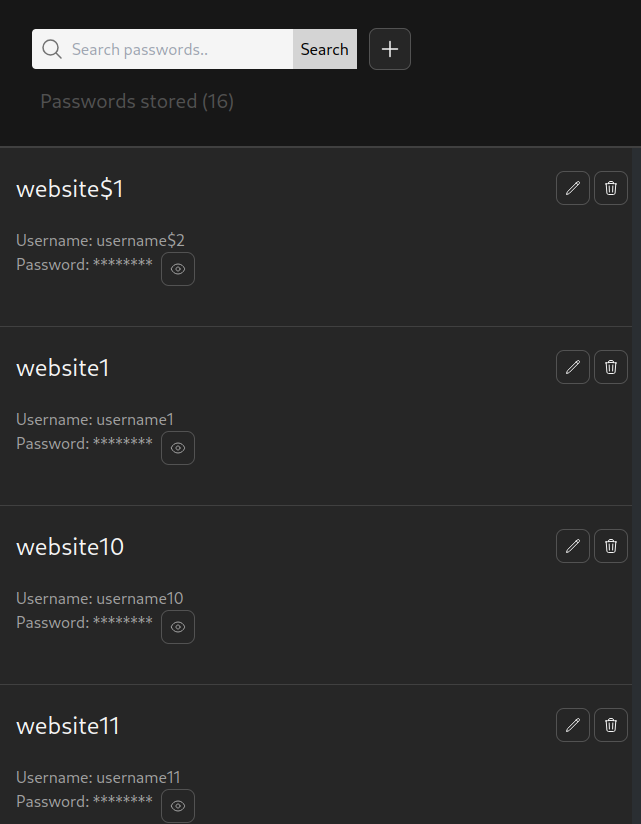 Search passwords.. Search
Passwords stored (16)
website$1
Username: username$2
Password: ********
website1
Username: username1
Password: ********
website10
Username: username10
Password: ********
website11
Username: username11
Password: ********